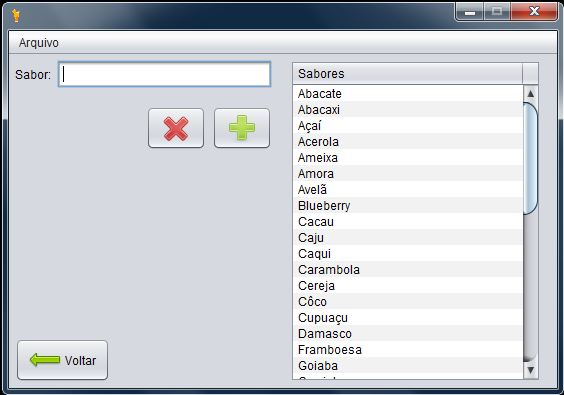 Arquivo
Sabor:
Sabores
Abacate
Abacaxi
Açaí
Acerola
Ameixa
Amora
Avelã
Blueberry
Cacau
Caju
Caqui
Carambola
Cereja
Côco
Cupuaçu
Damasco
Framboesa
Goiaba
Voltar